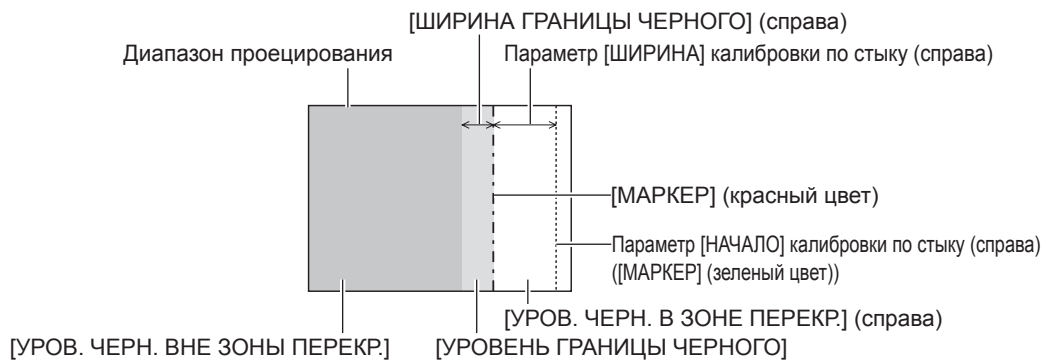 [ШИРИНА ГРАНИЦЫ ЧЕРНОГО] (справа)
Диапазон проецирования
Параметр [ШИРИНА] калибровки по стыку (справа)
[МАРКЕР] (красный цвет)
Параметр [НАЧАЛО] калибровки по стыку (справа)
([МАРКЕР] (зеленый цвет))
[УРОВ. ЧЕРН. В ЗОНЕ ПЕРЕКР.] (справа)
[УРОВ. ЧЕРН. ВНЕ ЗОНЫ ПЕРЕКР.]
[УРОВЕНЬ ГРАНИЦЫ ЧЕРНОГО]